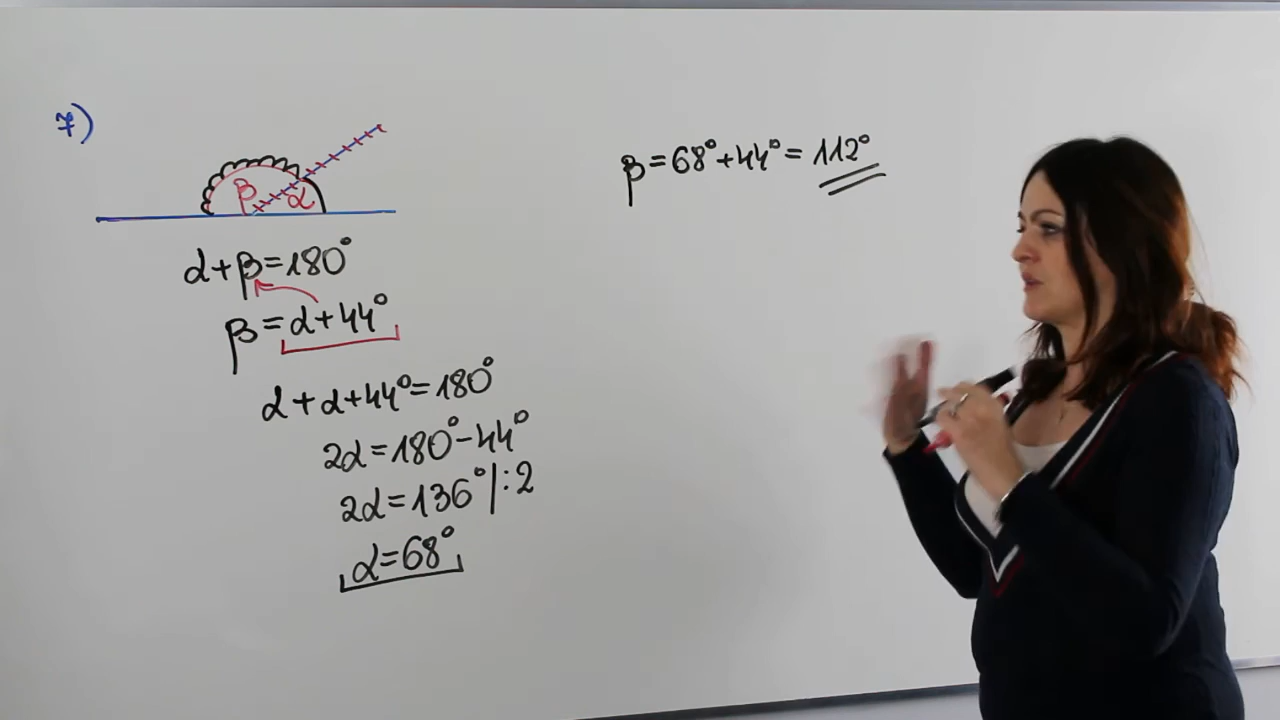 7)
β α
α+β=180°
β=α+44°
α+α+44°=180°
2α=180°-44°
2α=136° |:2
α=68°
β=68°+44°=112°